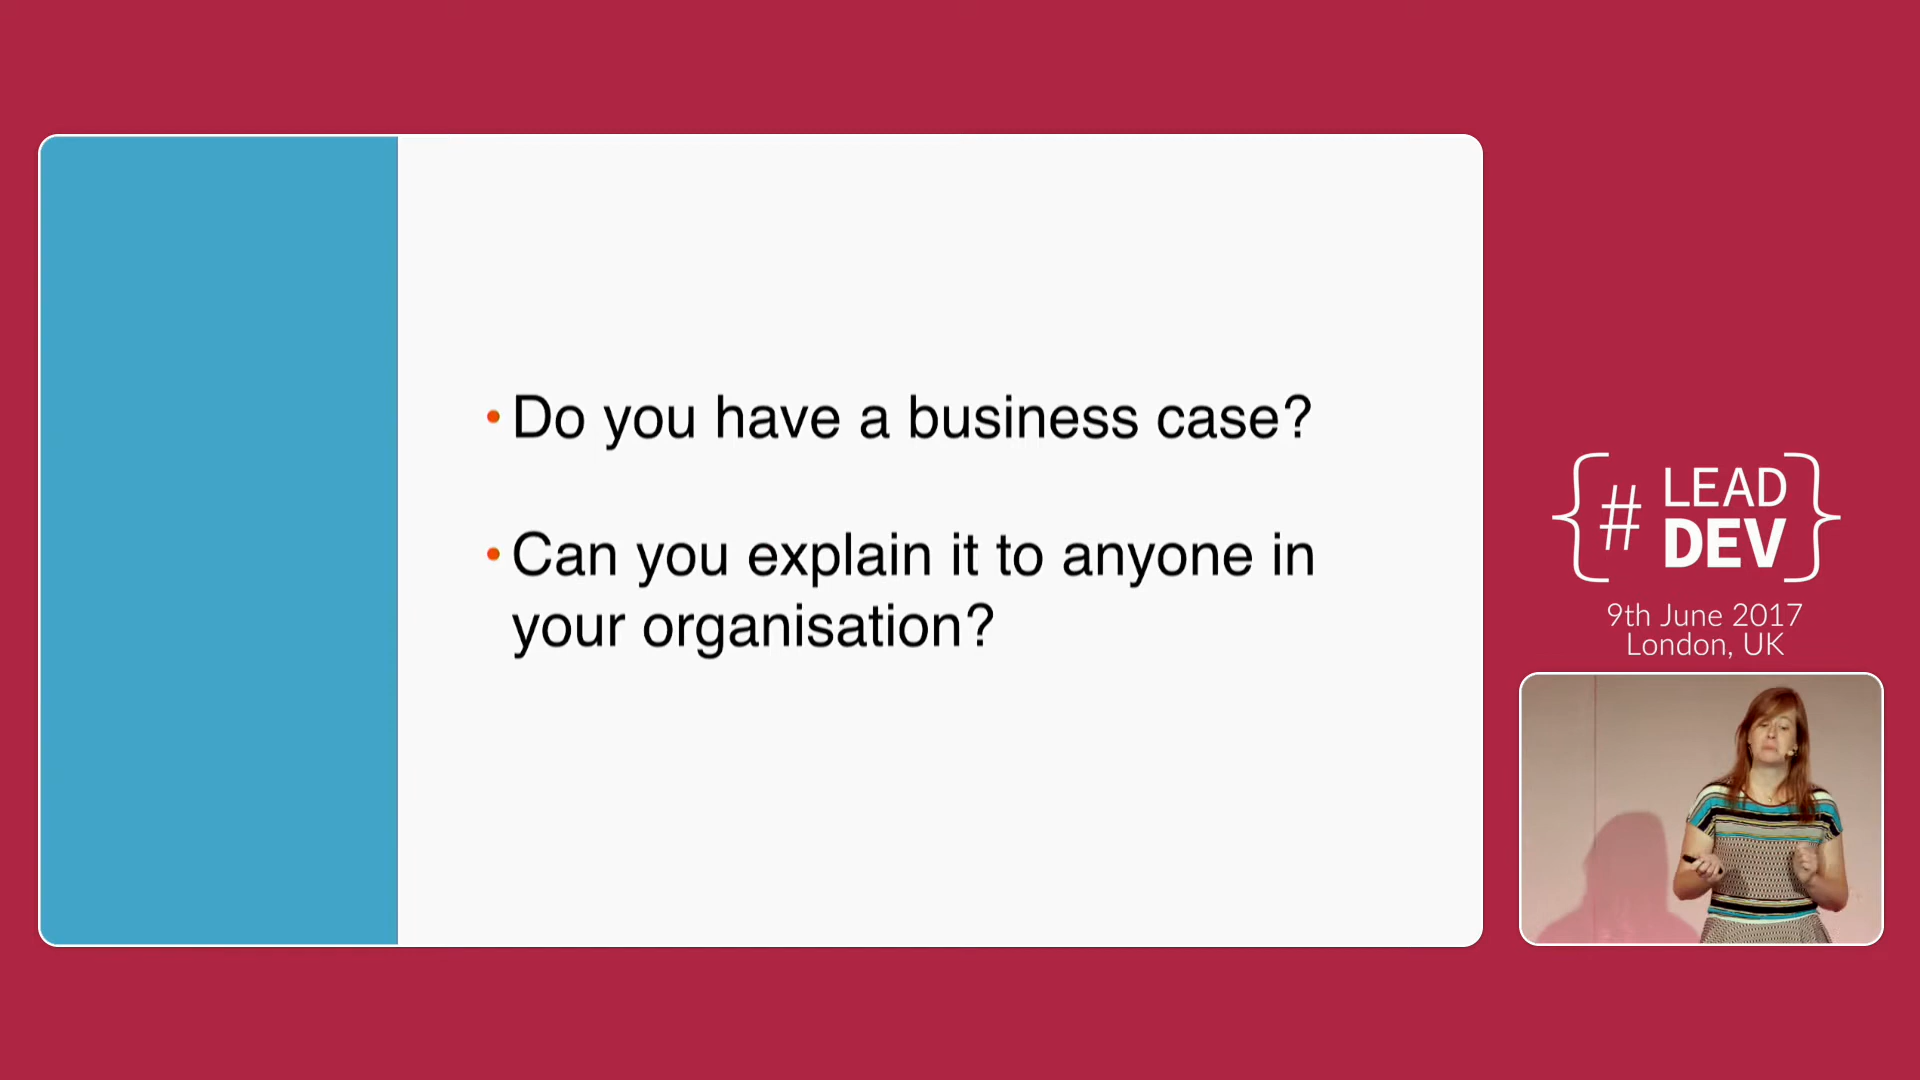 • Do you have a business case?
• Can you explain it to anyone in
your organisation?
{# LEAD
DEV}
9th June 2017
London, UK